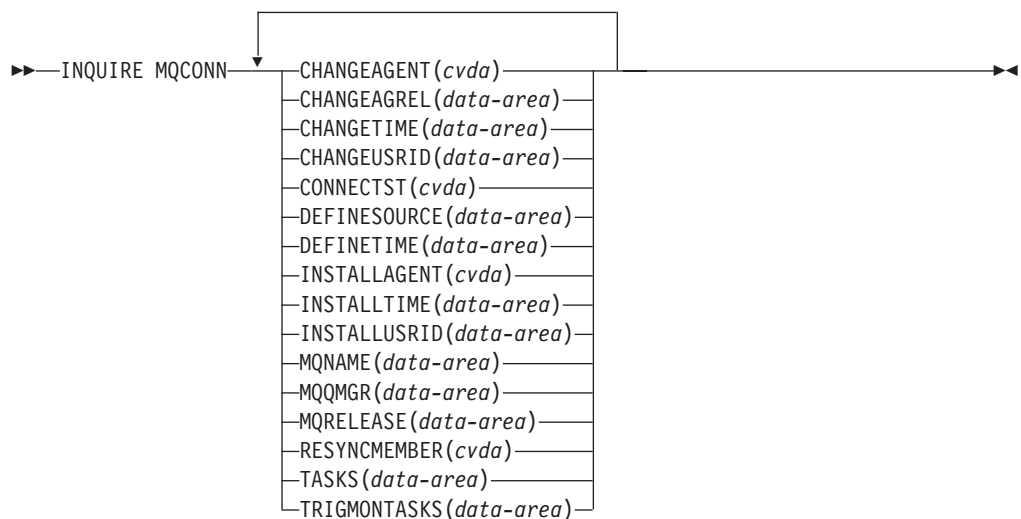 INQUIRE MQCONN CHANGEAGENT(cvda)
CHANGEAGREL(data-area)
CHANGETIME(data-area)
CHANGEUSRID(data-area)
CONNECTST(cvda)
DEFINESOURCE(data-area)
DEFINETIME(data-area)
INSTALLAGENT(cvda)
INSTALLTIME(data-area)
INSTALLUSRID(data-area)
MQNAME(data-area)
MQQMGR(data-area)
MQRELEASE(data-area)
RESYNCMEMBER(cvda)
TASKS(data-area)
TRIGMONTASKS(data-area)